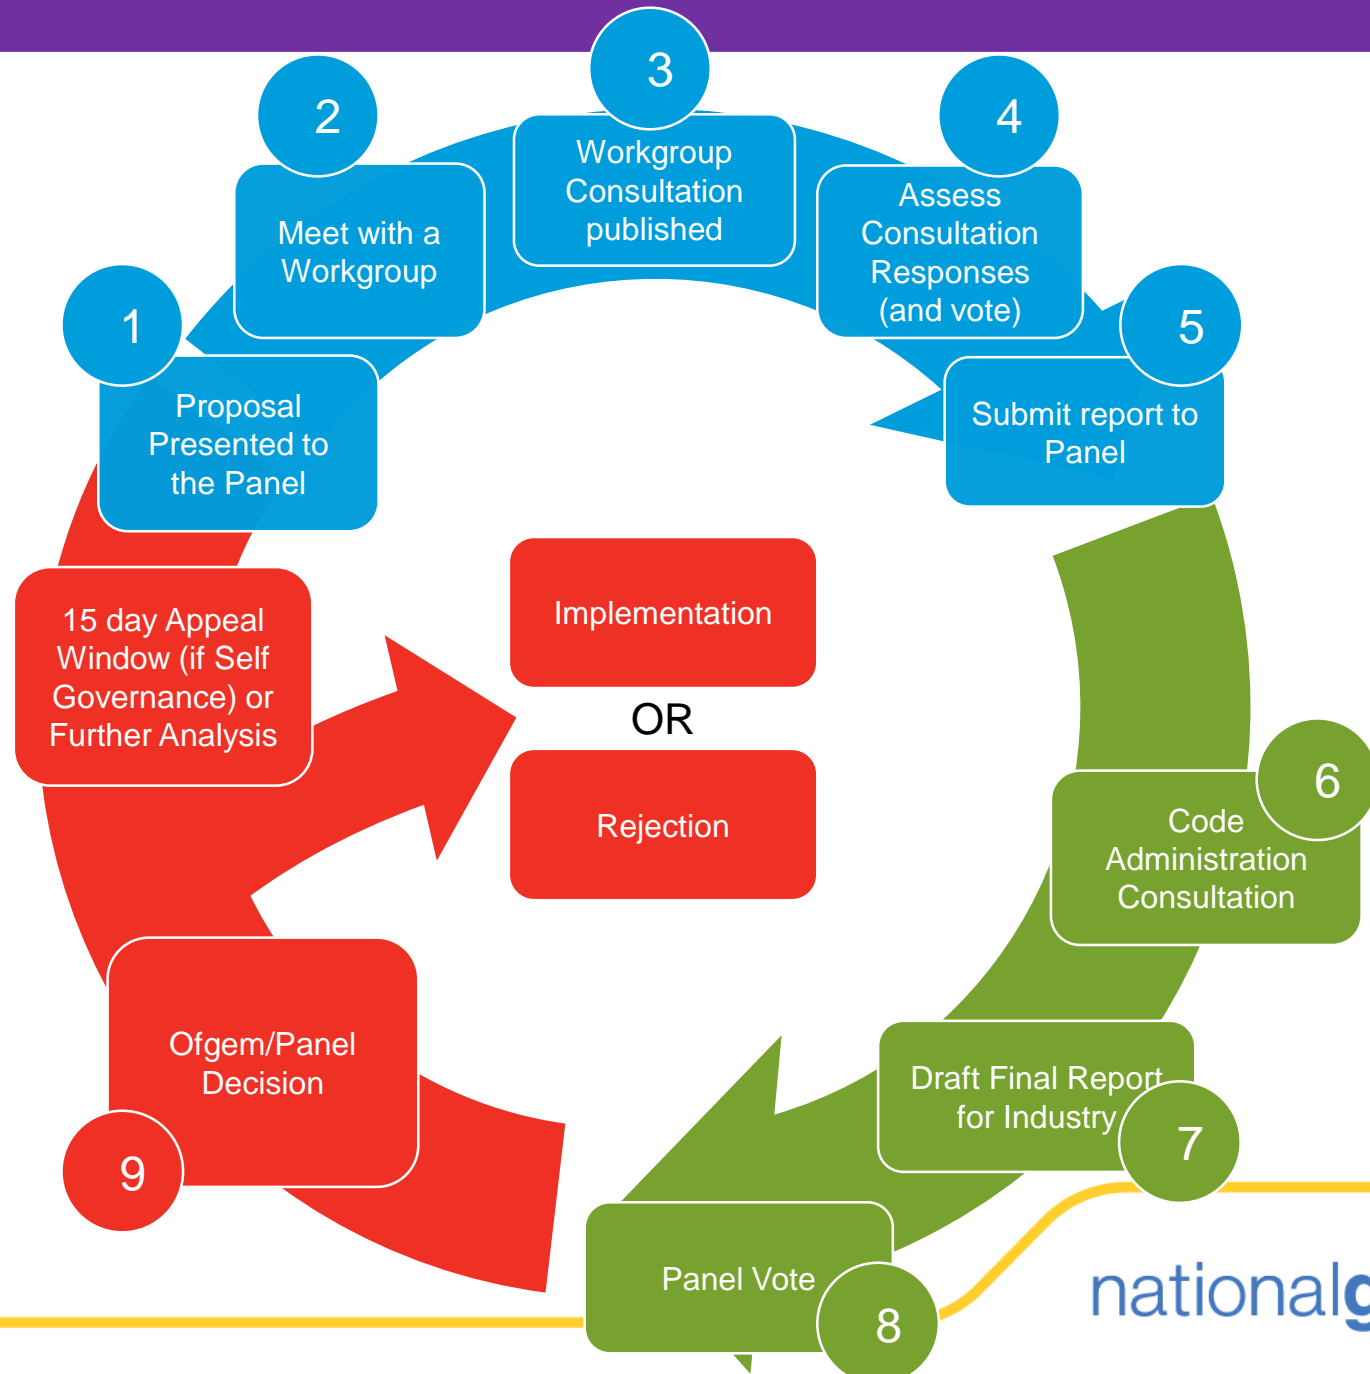 1
Proposal
Presented to
the Panel
2
Meet with a
Workgroup
3
Workgroup
Consultation
published
4
Assess
Consultation
Responses
(and vote)
5
Submit report to
Panel
6
Code
Administration
Consultation
7
Draft Final Report
for Industry
8
Panel Vote
9
Ofgem/Panel
Decision
15 day Appeal
Window (if Self
Governance) or
Further Analysis
Implementation
OR
Rejection
nationalg